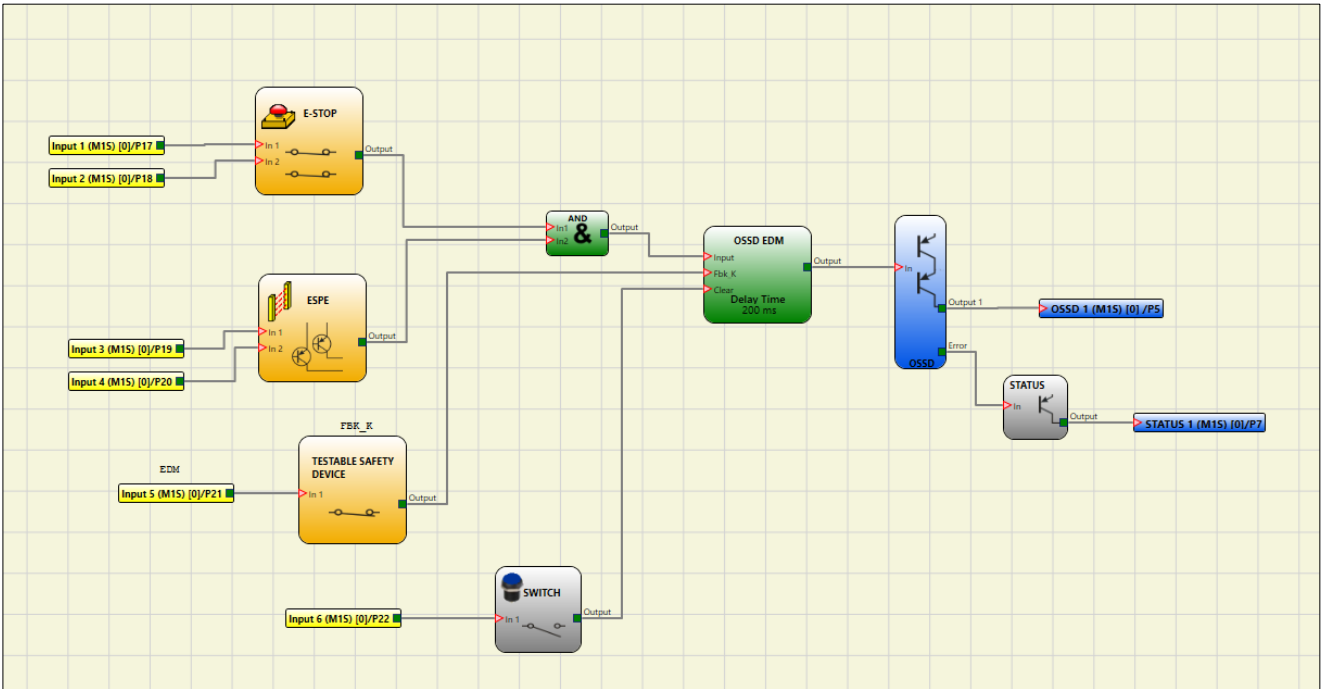 E-STOP
Input 1 (M1S) [0]/P17
In 1
Output
Input 2 (M1S) [0]/P18
In 2
AND
&
In1
In2
Output
OSSD EDM
Input
Fbk_K
Clear
Output
Delay Time
200 ms
In
Output 1
OSSD 1 (M1S) [0] /P5
Error
OSSD
ESPE
In 1
Output
In 2
Input 3 (M1S) [0]/P19
Input 4 (M1S) [0]/P20
STATUS
In
Output
STATUS 1 (M1S) [0]/P7
FBK_K
TESTABLE SAFETY
DEVICE
EDM
Input 5 (M1S) [0]/P21
In 1
Output
SWITCH
Input 6 (M1S) [0]/P22
In 1
Output